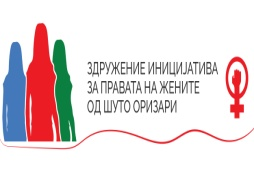 ЗДРУЖЕНИЕ ИНИЦИЈАТИВА
ЗА ПРАВАТА НА ЖЕНИТЕ
ОД ШУТО ОРИЗАРИ